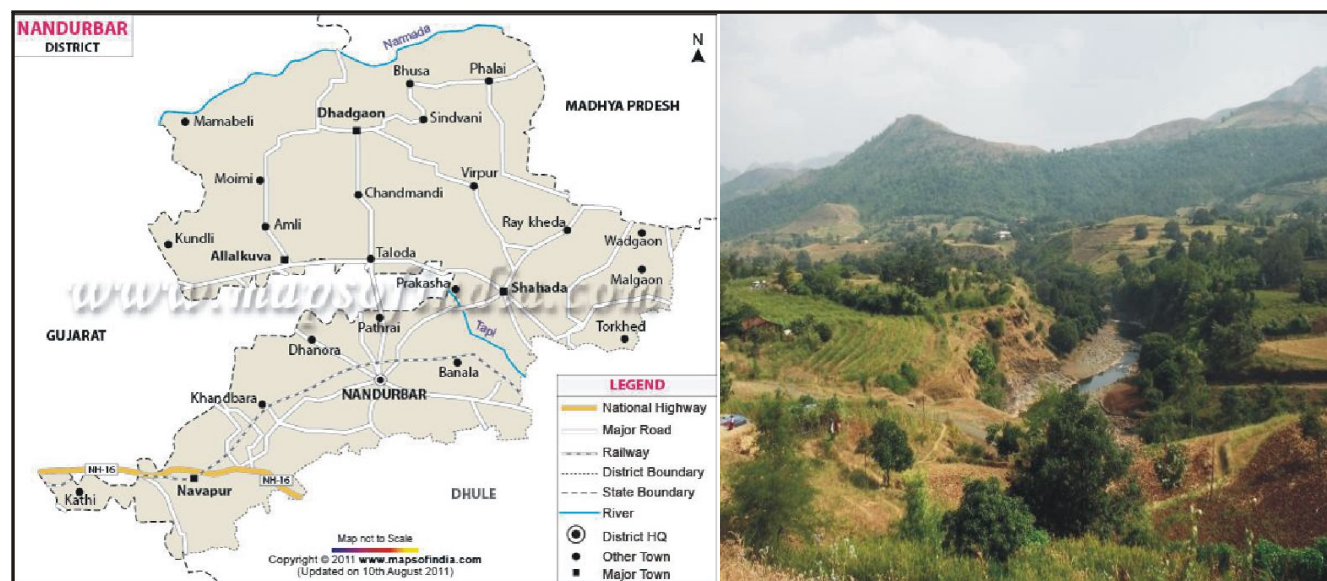 NANDURBAR
DISTRICT
N
Narmada
Bhusa
Phalai
MADHYA PRDESH
Mamabeli
Dhadgaon
Sindvani
Moimi
Chandmandi
Virpur
Amli
Ray kheda
Kundli
Wadgaon
Allalkuva
Taloda
Malgaon
Prakasha
Shahada
www.mapsofindia.com
GUJARAT
Pathrai
Tapi
Torkhed
Dhanora
Banala
NANDURBAR
Khandbara
NH-16
Navapur
NH-16
Kathi
DHULE
LEGEND
National Highway
Major Road
Railway
District Boundary
State Boundary
River
District HQ
Other Town
Major Town
Map not to Scale
Copyright © 2011 www.mapsofindia.com
(Updated on 10th August 2011)